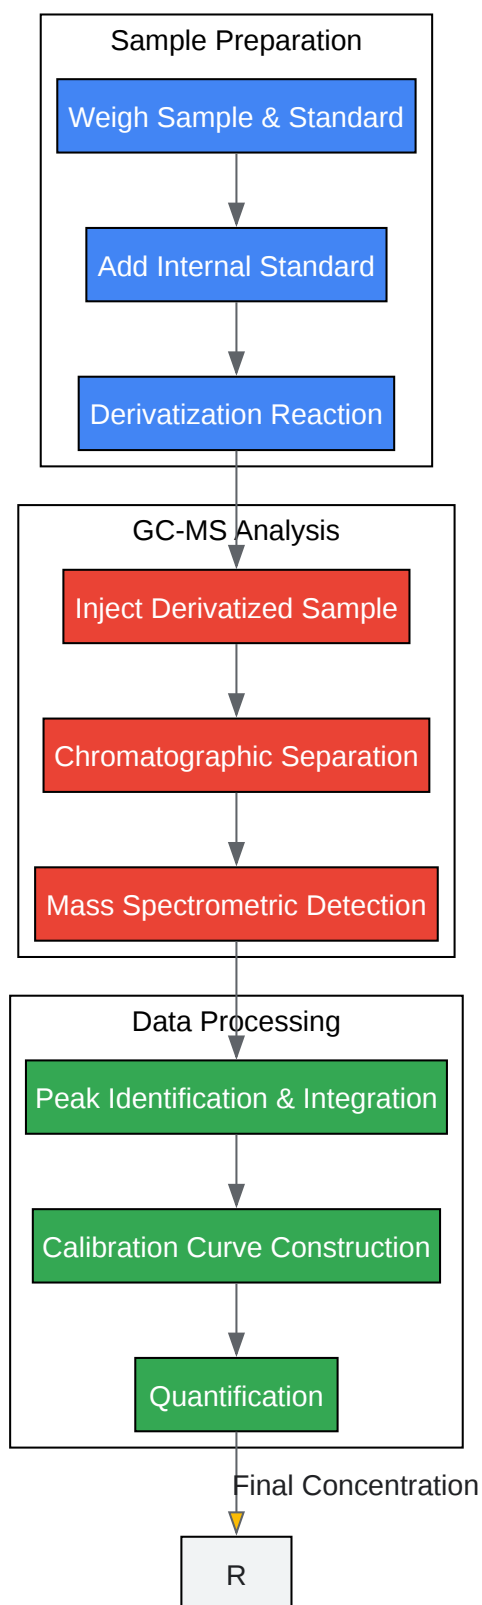 Sample Preparation
Weigh Sample & Standard
Add Internal Standard
Derivatization Reaction
GC-MS Analysis
Inject Derivatized Sample
Chromatographic Separation
Mass Spectrometric Detection
Data Processing
Peak Identification & Integration
Calibration Curve Construction
Quantification
Final Concentration
R